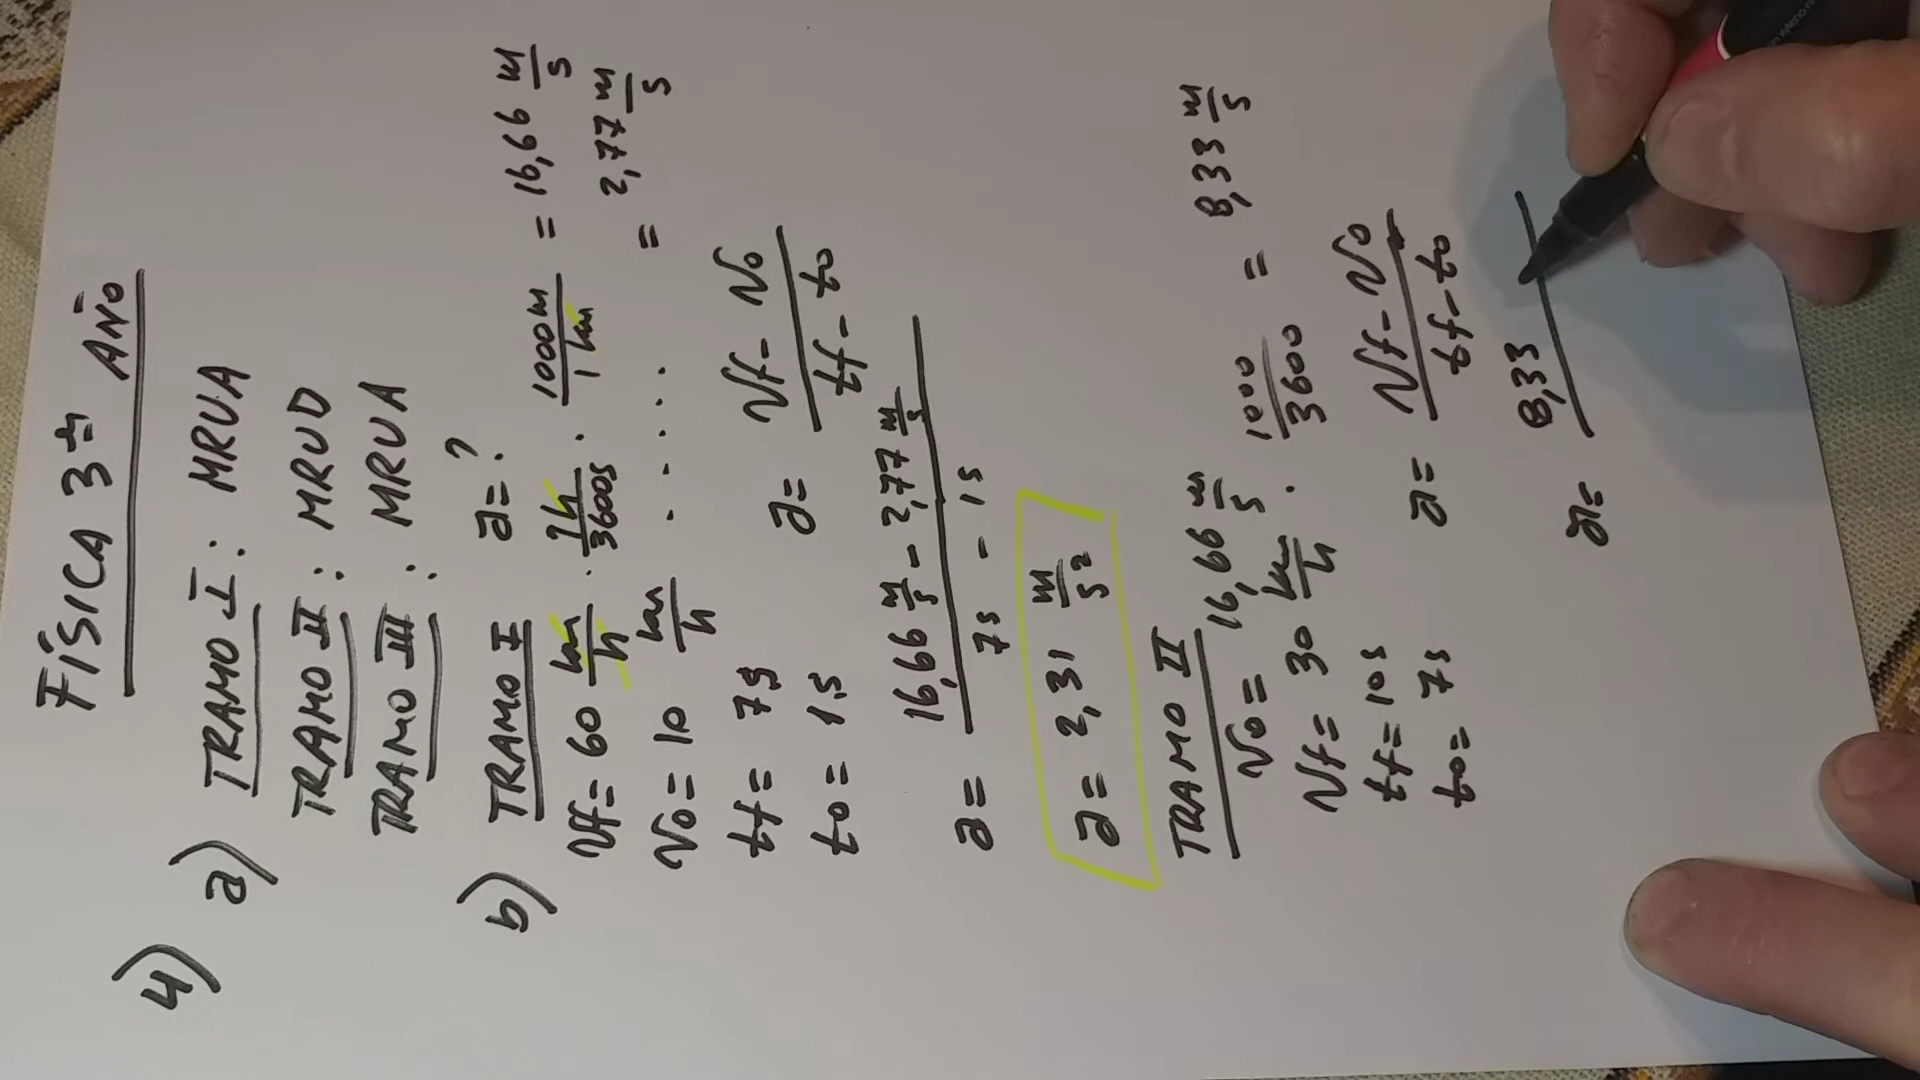 FÍSICA 3er AÑO
4) a) TRAMO I : MRUA
TRAMO II : MRUD
TRAMO III : MRUA
b) TRAMO I a=?
Vf= 60 km/h . 1h/3600s . 1000m/1km = 16,66 m/s
Vo= 10 km/h . . . . . = 2,77 m/s
tf= 7s a= Vf-Vo/tf-to
to= 1s
a= 16,66 m/s - 2,77 m/s / 7s - 1s
a= 2,31 m/s2
TRAMO II
Vo= 16,66 m/s
Vf= 30 km/h . 1000/3600 = 8,33 m/s
tf= 10s
to= 7s a= Vf-Vo/tf-to
a= 8,33